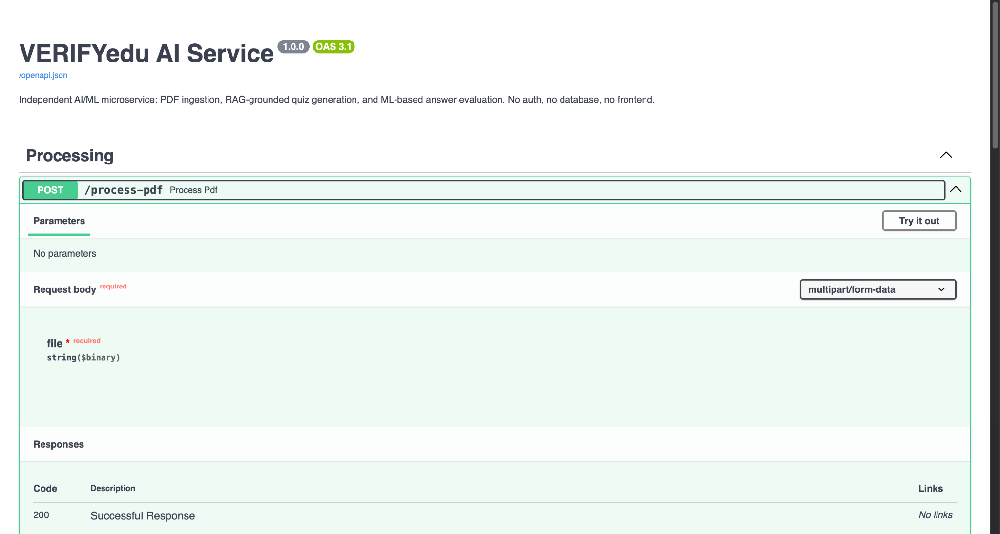 VERIFYedu AI Service 1.0.0 OAS 3.1
/openapi.json
Independent AI/ML microservice: PDF ingestion, RAG-grounded quiz generation, and ML-based answer evaluation. No auth, no database, no frontend.
Processing
POST /process-pdf Process Pdf
Parameters Try it out
No parameters
Request body required multipart/form-data
file * required
string($binary)
Responses
Code Description Links
200 Successful Response No links